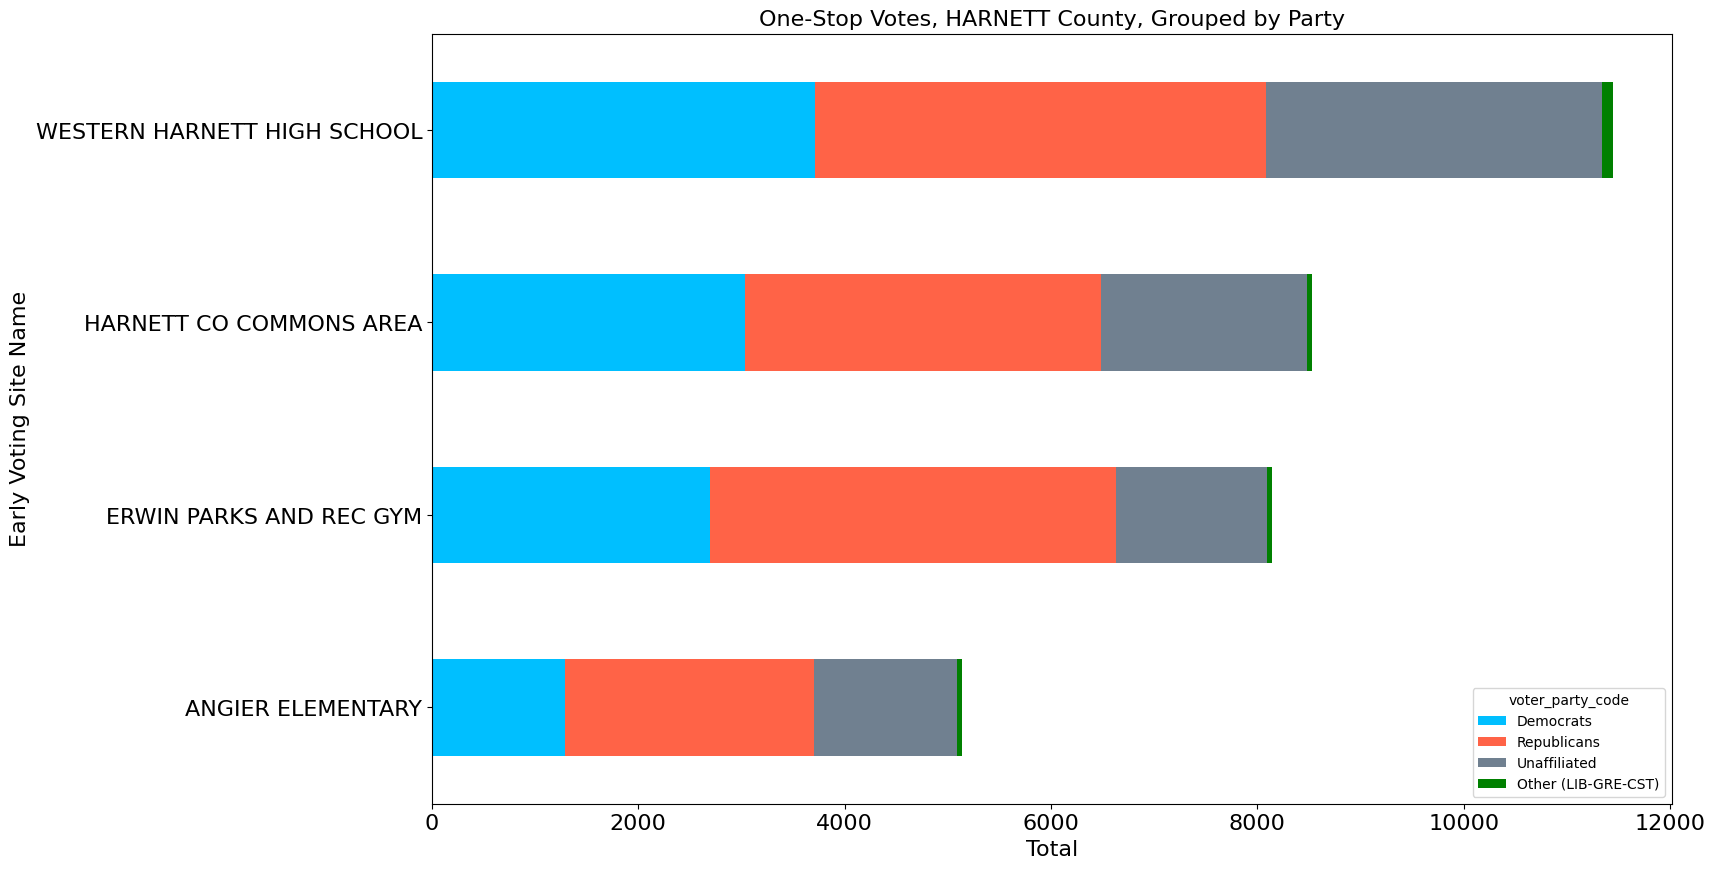 One-Stop Votes, HARNETT County, Grouped by Party
Early Voting Site Name
WESTERN HARNETT HIGH SCHOOL
HARNETT CO COMMONS AREA
ERWIN PARKS AND REC GYM
ANGIER ELEMENTARY
voter_party_code
Democrats
Republicans
Unaffiliated
Other (LIB-GRE-CST)
0 2000 4000 6000 8000 10000 12000
Total